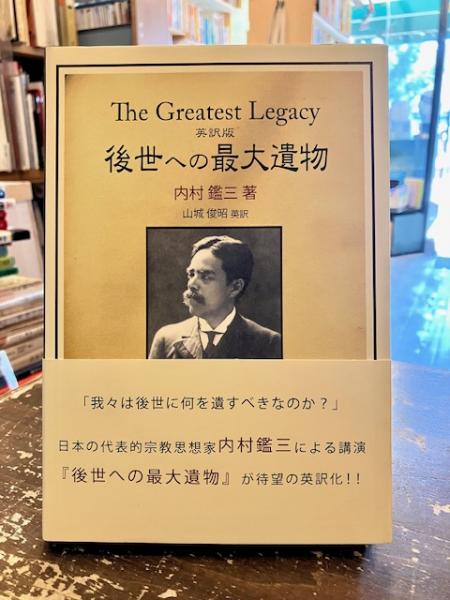 The Greatest Legacy
英訳版
後世への最大遺物
内村 鑑三 著
山城 俊昭 英訳
「我々は後世に何を遺すべきなのか?」
日本の代表的宗教思想家内村鑑三による講演
『後世への最大遺物』が待望の英訳化!!